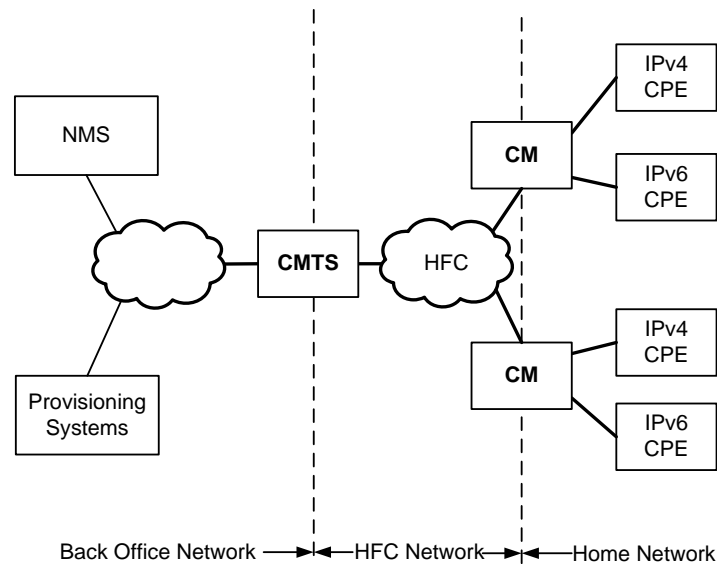 IPv4
CPE
NMS
CM
IPv6
CPE
CMTS
HFC
IPv4
CPE
CM
Provisioning
Systems
IPv6
CPE
Back Office Network
HFC Network
Home Network